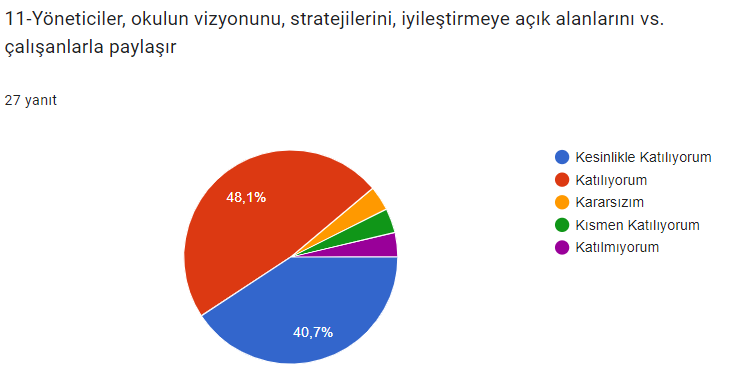 11-Yöneticiler, okulun vizyonunu, stratejilerini, iyileştirmeye açık alanlarını vs.
çalışanlarla paylaşır
27 yanıt
48,1%
40,7%
Kesinlikle Katılıyorum
Katılıyorum
Kararsızım
Kısmen Katılıyorum
Katılmıyorum